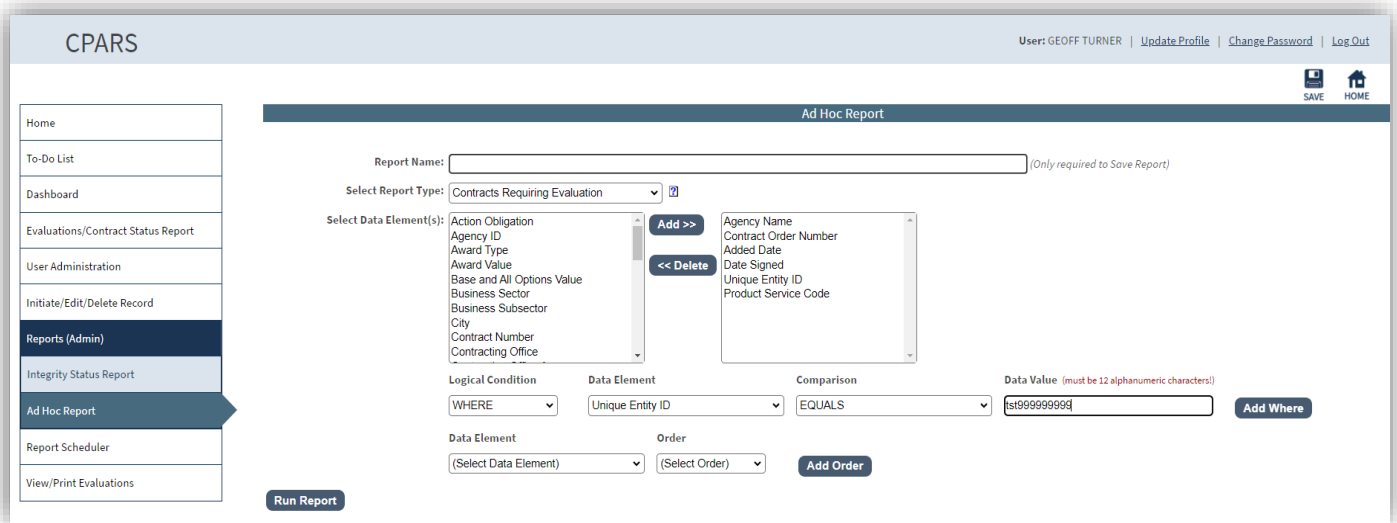 CPARS
User: GEOFF TURNER | Update Profile | Change Password | Log Out
SAVE HOME
Home
To-Do List
Dashboard
Evaluations/Contract Status Report
User Administration
Initiate/Edit/Delete Record
Reports (Admin)
Integrity Status Report
Ad Hoc Report
Report Scheduler
View/Print Evaluations
Ad Hoc Report
Report Name: (Only required to Save Report)
Select Report Type: Contracts Requiring Evaluation ?
Select Data Element(s):
Action Obligation
Agency ID
Award Type
Award Value
Base and All Options Value
Business Sector
Business Subsector
City
Contract Number
Contracting Office
Add >>
<< Delete
Agency Name
Contract Order Number
Added Date
Date Signed
Unique Entity ID
Product Service Code
Logical Condition Data Element Comparison Data Value (must be 12 alphanumeric characters!)
WHERE Unique Entity ID EQUALS tst999999999 Add Where
Data Element Order
(Select Data Element) (Select Order) Add Order
Run Report